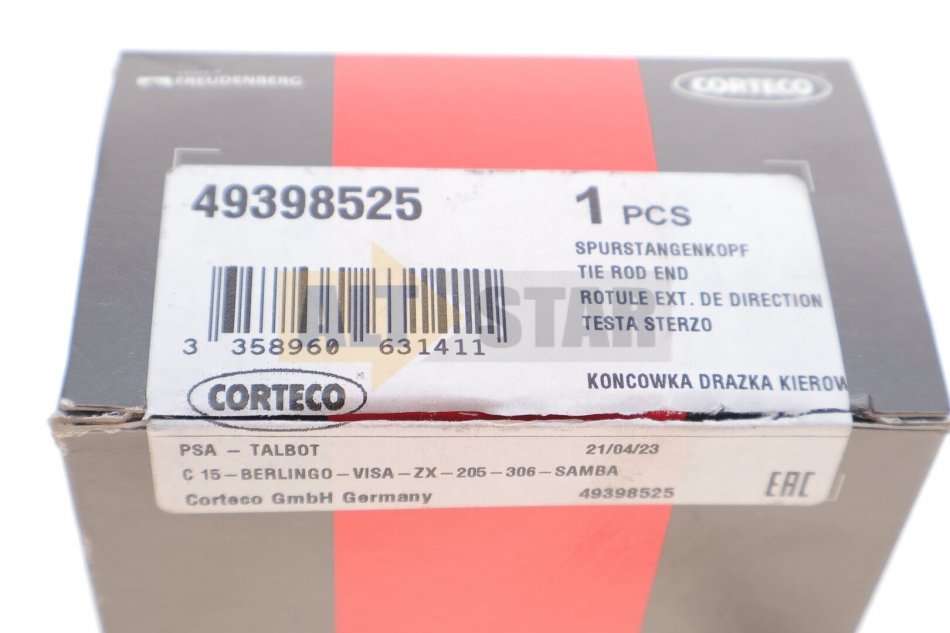 FREUDENBERG
CORTECO
49398525
1 PCS
SPURSTANGENKOPF
TIE ROD END
ROTULE EXT. DE DIRECTION
TESTA STERZO
KONCOWKA DRAZKA KIEROW
3 358960 631411
ALT STAR
CORTECO
PSA – TALBOT
21/04/23
C 15–BERLINGO–VISA–ZX–205–306–SAMBA
Corteco GmbH Germany
49398525
EAC